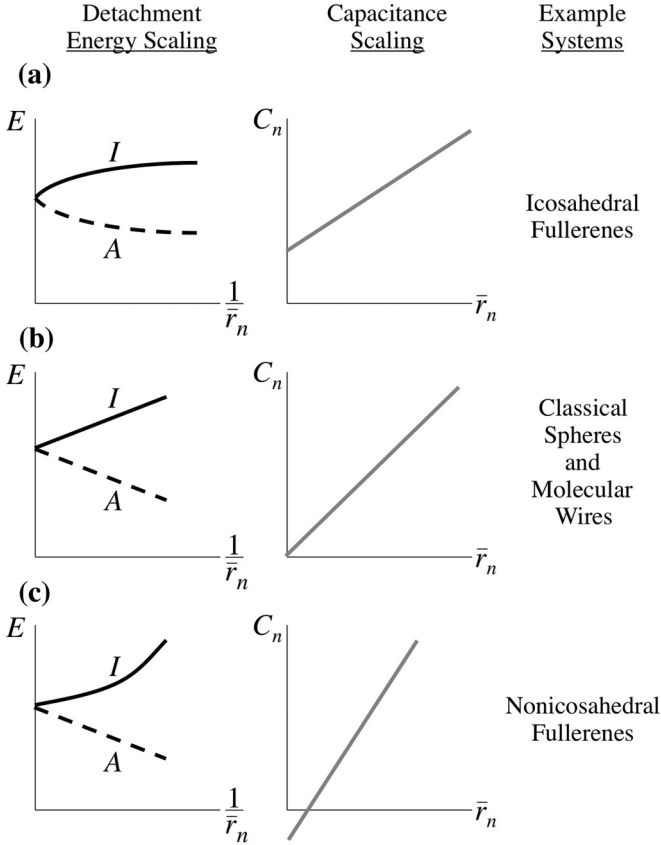 Detachment
Energy Scaling
Capacitance
Scaling
Example
Systems
(a)
E
I
A
1
r̄n
Cn
r̄n
Icosahedral
Fullerenes
(b)
E
I
A
1
r̄n
Cn
r̄n
Classical
Spheres
and
Molecular
Wires
(c)
E
I
A
1
r̄n
Cn
r̄n
Nonicosahedral
Fullerenes